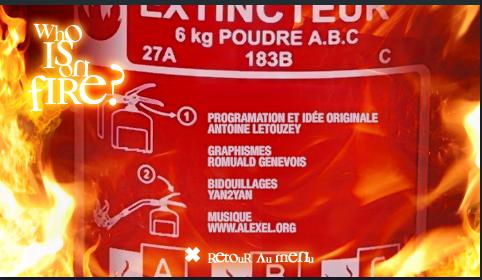 EXTINCTEUR
6 kg POUDRE A.B.C
27A 183B C
WhO
IS
on
fIRe?
1
PROGRAMATION ET IDÉE ORIGINALE
ANTOINE LETOUZEY
GRAPHISMES
ROMUALD GENEVOIS
2
BIDOUILLAGES
YAN2YAN
MUSIQUE
WWW.ALEXEL.ORG
A B C
RetouR Au menu